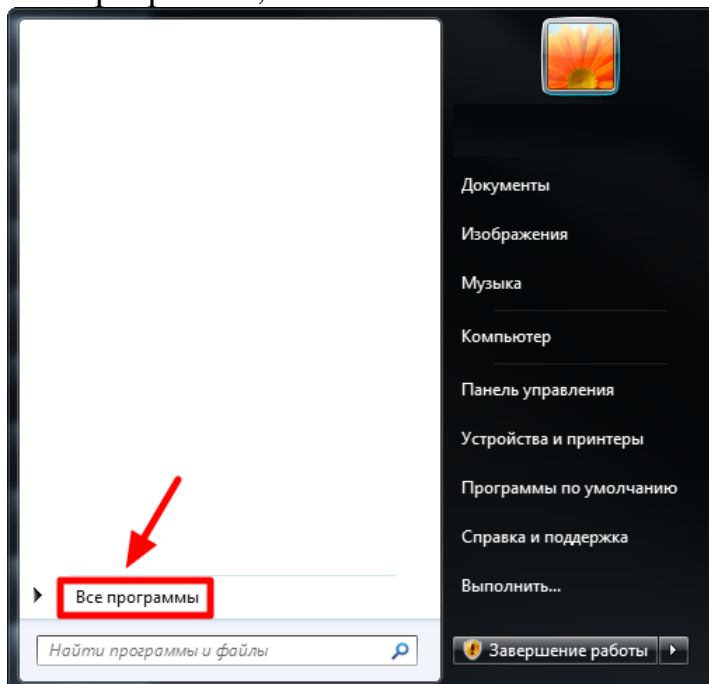 Документы
Изображения
Музыка
Компьютер
Панель управления
Устройства и принтеры
Программы по умолчанию
Справка и поддержка
Выполнить...
Все программы
Найти программы и файлы
Завершение работы